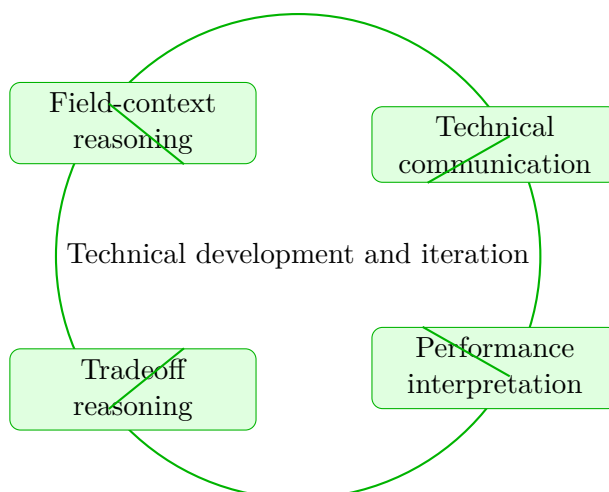 Field-context
reasoning
Technical
communication
Technical development and iteration
Tradeoff
reasoning
Performance
interpretation